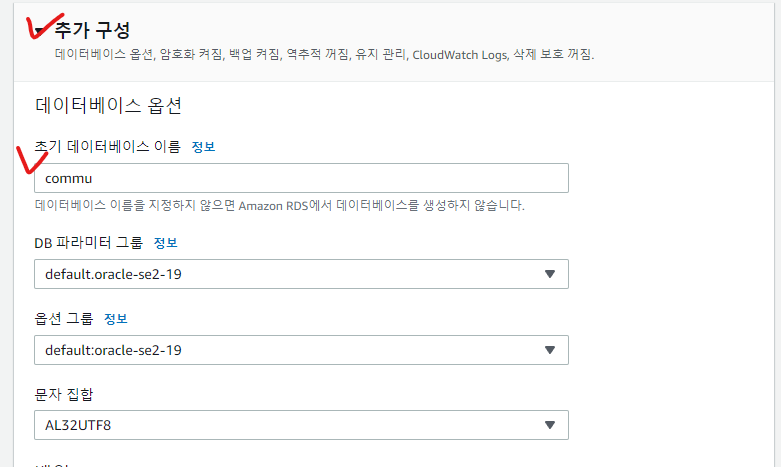 추가 구성
데이터베이스 옵션, 암호화 켜짐, 백업 켜짐, 역추적 꺼짐, 유지 관리, CloudWatch Logs, 삭제 보호 꺼짐.
데이터베이스 옵션
초기 데이터베이스 이름 정보
commu
데이터베이스 이름을 지정하지 않으면 Amazon RDS에서 데이터베이스를 생성하지 않습니다.
DB 파라미터 그룹 정보
default.oracle-se2-19
옵션 그룹 정보
default:oracle-se2-19
문자 집합
AL32UTF8